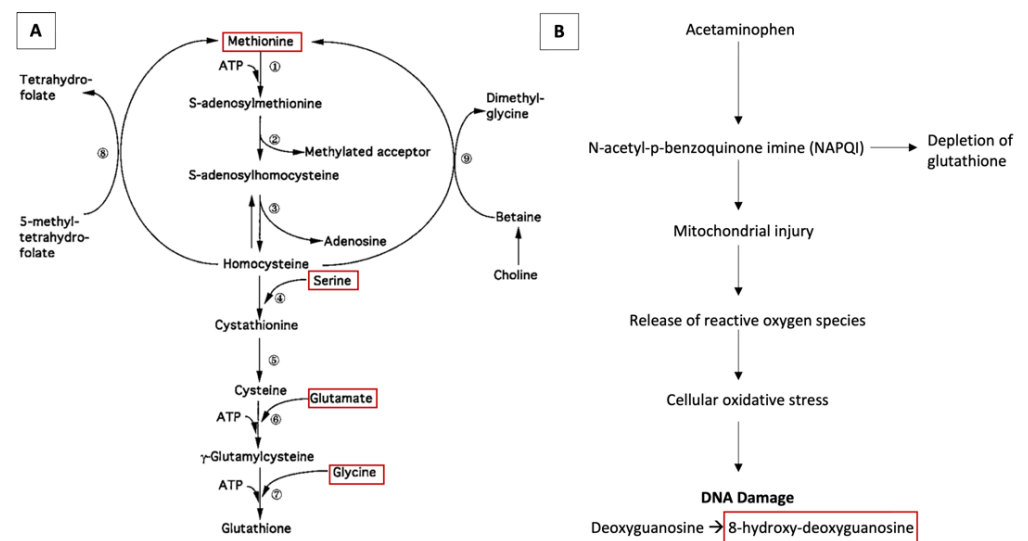 A
Methionine
ATP
①
Tetrahydro-
folate
S-adenosylmethionine
②
Methylated acceptor
S-adenosylhomocysteine
⑧
5-methyl-
tetrahydro-
folate
③
Adenosine
Homocysteine
Dimethyl-
glycine
⑨
Betaine
Choline
Serine
④
Cystathionine
⑤
Cysteine
Glutamate
ATP
⑥
γ-Glutamylcysteine
Glycine
ATP
⑦
Glutathione
B
Acetaminophen
N-acetyl-p-benzoquinone imine (NAPQI)
Depletion of
glutathione
Mitochondrial injury
Release of reactive oxygen species
Cellular oxidative stress
DNA Damage
Deoxyguanosine → 8-hydroxy-deoxyguanosine